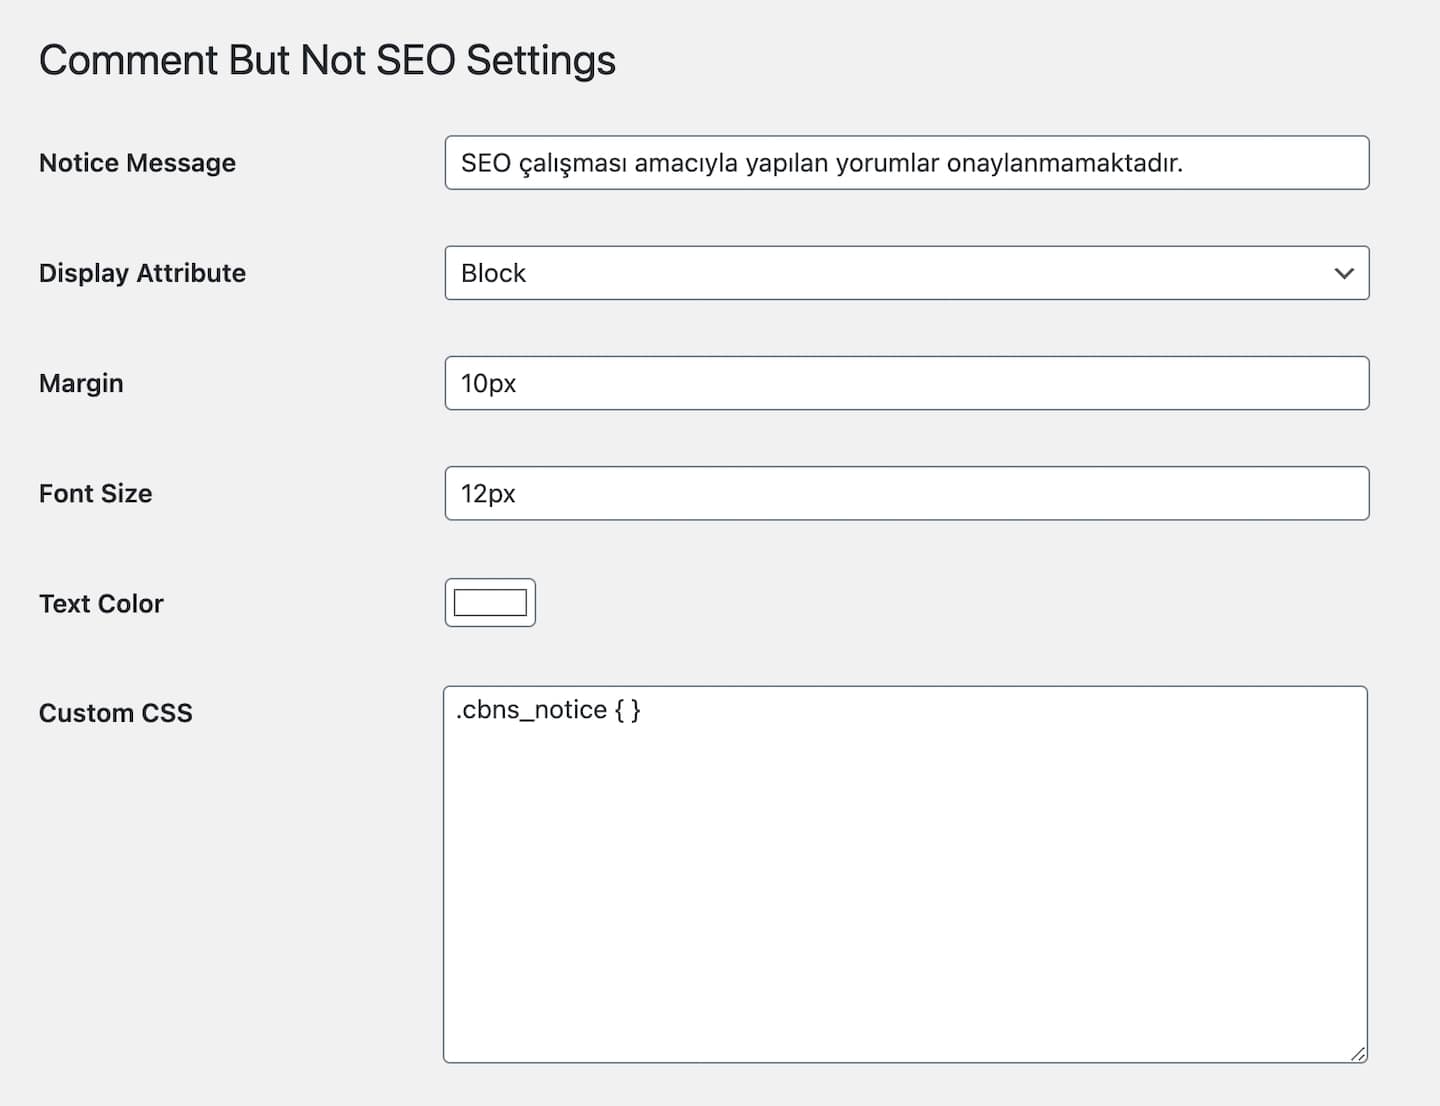 Comment But Not SEO Settings
Notice Message
SEO çalışması amacıyla yapılan yorumlar onaylanmamaktadır.
Display Attribute
Block
Margin
10px
Font Size
12px
Text Color
Custom CSS
.cbns_notice { }